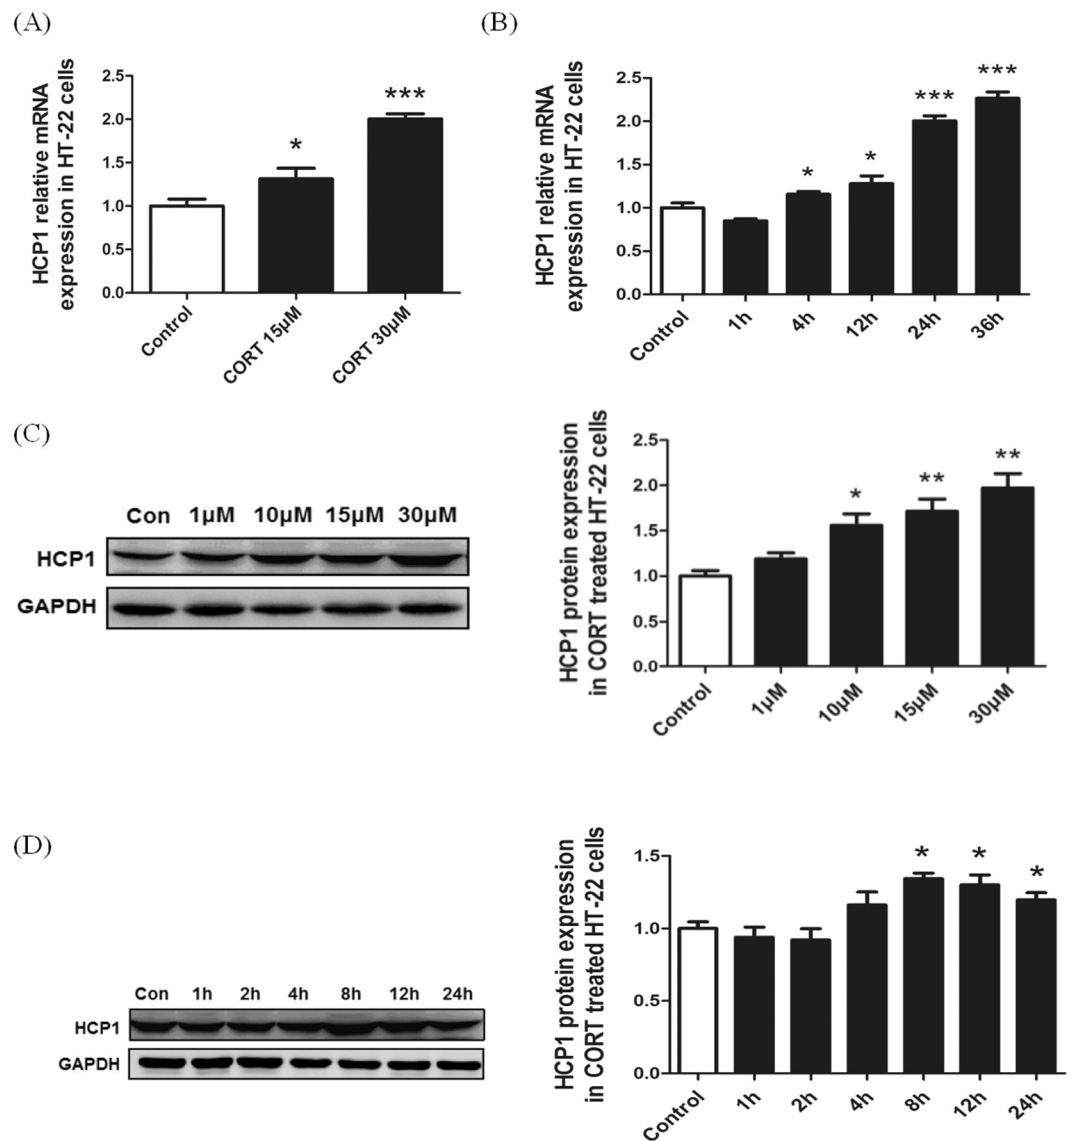 (A)
HCP1 relative mRNA
expression in HT-22 cells
2.5
2.0
1.5
1.0
0.5
0.0
*
***
Control
CORT 15µM
CORT 30µM
(B)
HCP1 relative mRNA
expression in HT-22 cells
2.5
2.0
1.5
1.0
0.5
0.0
*
*
***
***
Control
1h
4h
12h
24h
36h
(C)
Con 1µM 10µM 15µM 30µM
HCP1
GAPDH
HCP1 protein expression
in CORT treated HT-22 cells
2.5
2.0
1.5
1.0
0.5
0.0
*
**
**
Control
1µM
10µM
15µM
30µM
(D)
Con 1h 2h 4h 8h 12h 24h
HCP1
GAPDH
HCP1 protein expression
in CORT treated HT-22 cells
1.5
1.0
0.5
0.0
*
*
*
Control
1h
2h
4h
8h
12h
24h